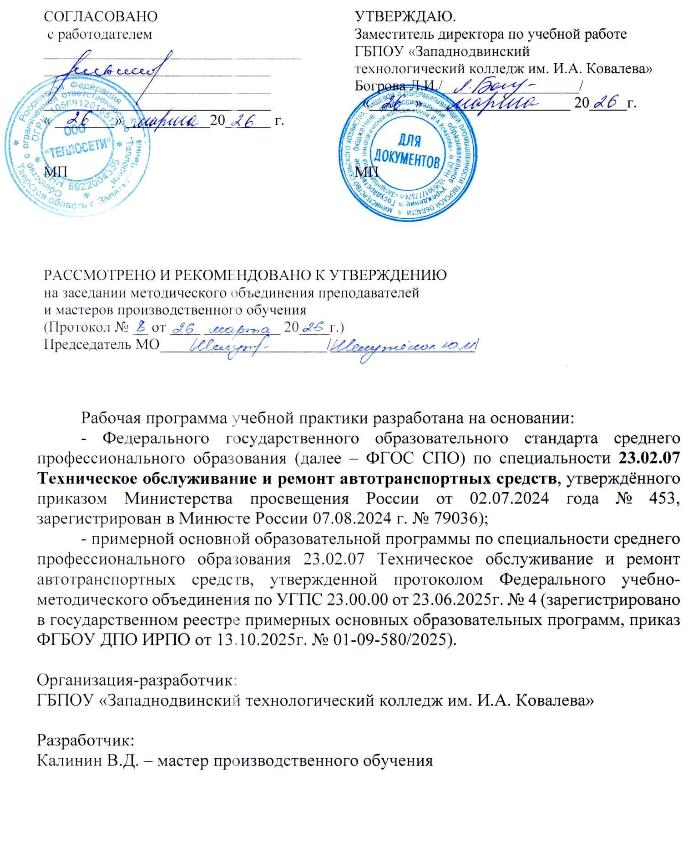 СОГЛАСОВАНО
с работодателем
« 26 » марта 20 26 г.
ООО
"ТЕПЛОСЕТИ"
МП
УТВЕРЖДАЮ.
Заместитель директора по учебной работе
ГБПОУ «Западнодвинский
технологический колледж им. И.А. Ковалева»
Богрова Л.И./ /
« 26 » марта 20 26 г.
ДЛЯ
ДОКУМЕНТОВ
МП
РАССМОТРЕНО И РЕКОМЕНДОВАНО К УТВЕРЖДЕНИЮ
на заседании методического объединения преподавателей
и мастеров производственного обучения
(Протокол № 8 от 26 марта 20 26 г.)
Председатель МО / /
Рабочая программа учебной практики разработана на основании:
- Федерального государственного образовательного стандарта среднего
профессионального образования (далее – ФГОС СПО) по специальности 23.02.07
Техническое обслуживание и ремонт автотранспортных средств, утверждённого
приказом Министерства просвещения России от 02.07.2024 года № 453,
зарегистрирован в Минюсте России 07.08.2024 г. № 79036);
- примерной основной образовательной программы по специальности среднего
профессионального образования 23.02.07 Техническое обслуживание и ремонт
автотранспортных средств, утвержденной протоколом Федерального учебно-
методического объединения по УГПС 23.00.00 от 23.06.2025г. № 4 (зарегистрировано
в государственном реестре примерных основных образовательных программ, приказ
ФГБОУ ДПО ИРПО от 13.10.2025г. № 01-09-580/2025).
Организация-разработчик:
ГБПОУ «Западнодвинский технологический колледж им. И.А. Ковалева»
Разработчик:
Калинин В.Д. – мастер производственного обучения